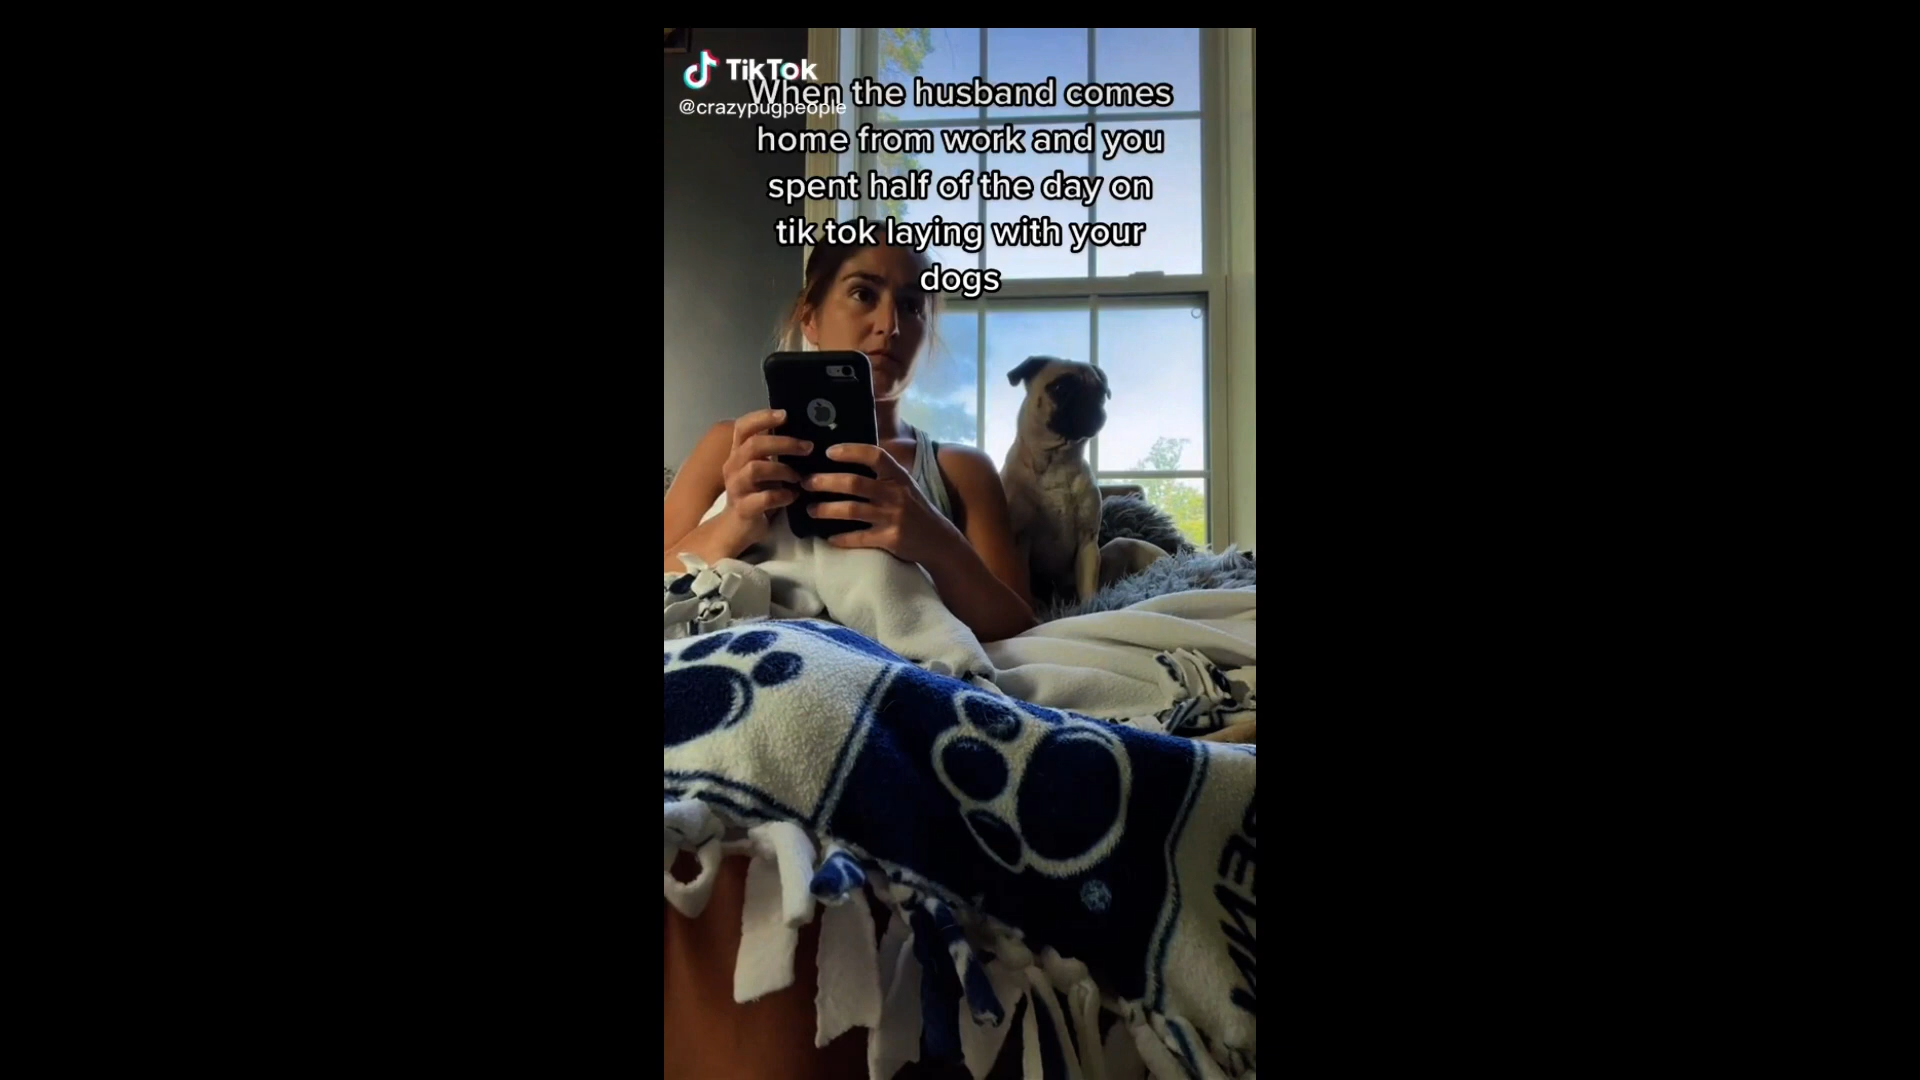 TikTok
@crazypugpeople
When the husband comes
home from work and you
spent half of the day on
tik tok laying with your
dogs